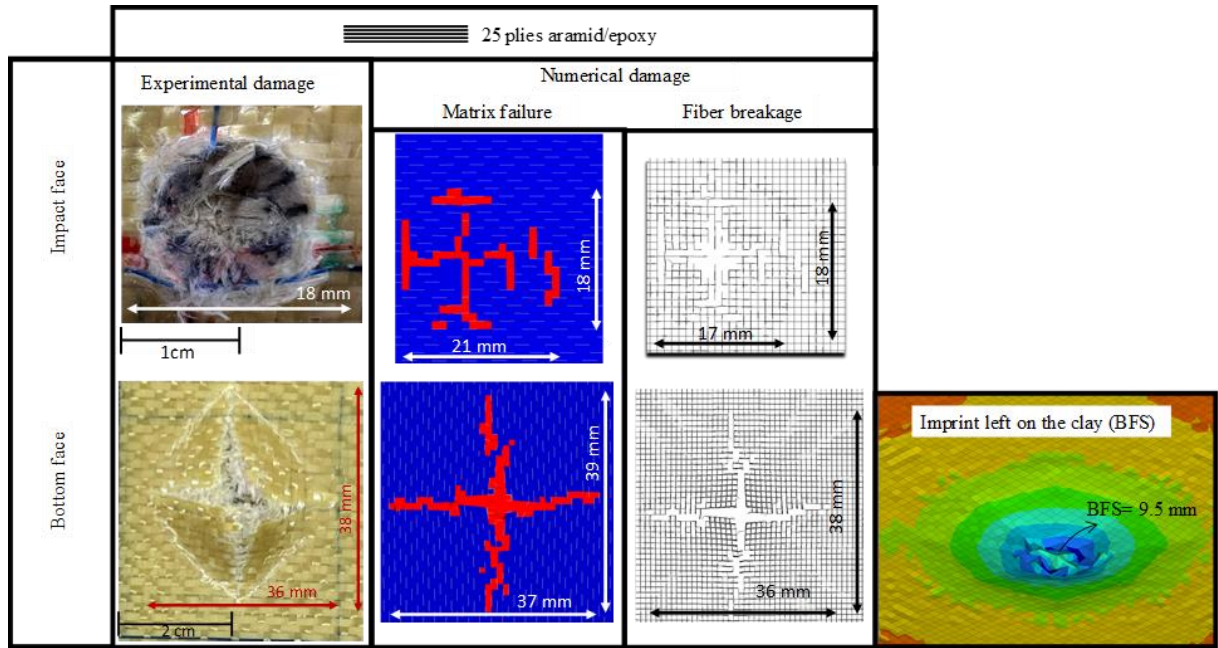 25 plies aramid/epoxy
Experimental damage
Numerical damage
Matrix failure
Fiber breakage
Impact face
18 mm
1cm
18 mm
21 mm
18 mm
17 mm
Bottom face
38 mm
36 mm
2 cm
39 mm
37 mm
38 mm
36 mm
Imprint left on the clay (BFS)
BFS= 9.5 mm